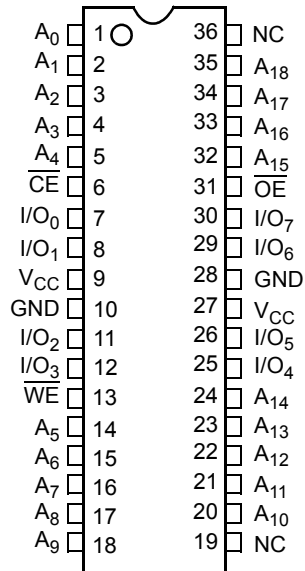 A0 1 36 NC
A1 2 35 A18
A2 3 34 A17
A3 4 33 A16
A4 5 32 A15
C̅E̅ 6 31 O̅E̅
I/O0 7 30 I/O7
I/O1 8 29 I/O6
VCC 9 28 GND
GND 10 27 VCC
I/O2 11 26 I/O5
I/O3 12 25 I/O4
W̅E̅ 13 24 A14
A5 14 23 A13
A6 15 22 A12
A7 16 21 A11
A8 17 20 A10
A9 18 19 NC